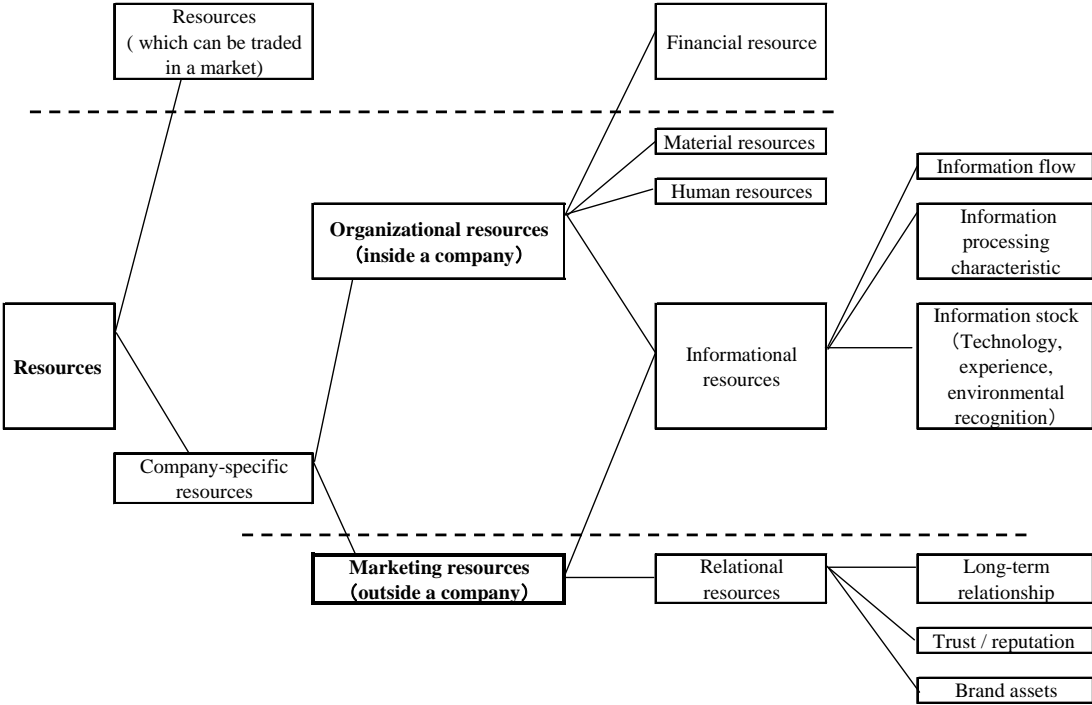 Resources
( which can be traded
in a market)
Financial resource
Material resources
Human resources
Information flow
Organizational resources
（inside a company）
Information
processing
characteristic
Resources
Informational
resources
Information stock
（Technology,
experience,
environmental
recognition）
Company-specific
resources
Marketing resources
（outside a company）
Relational
resources
Long-term
relationship
Trust / reputation
Brand assets